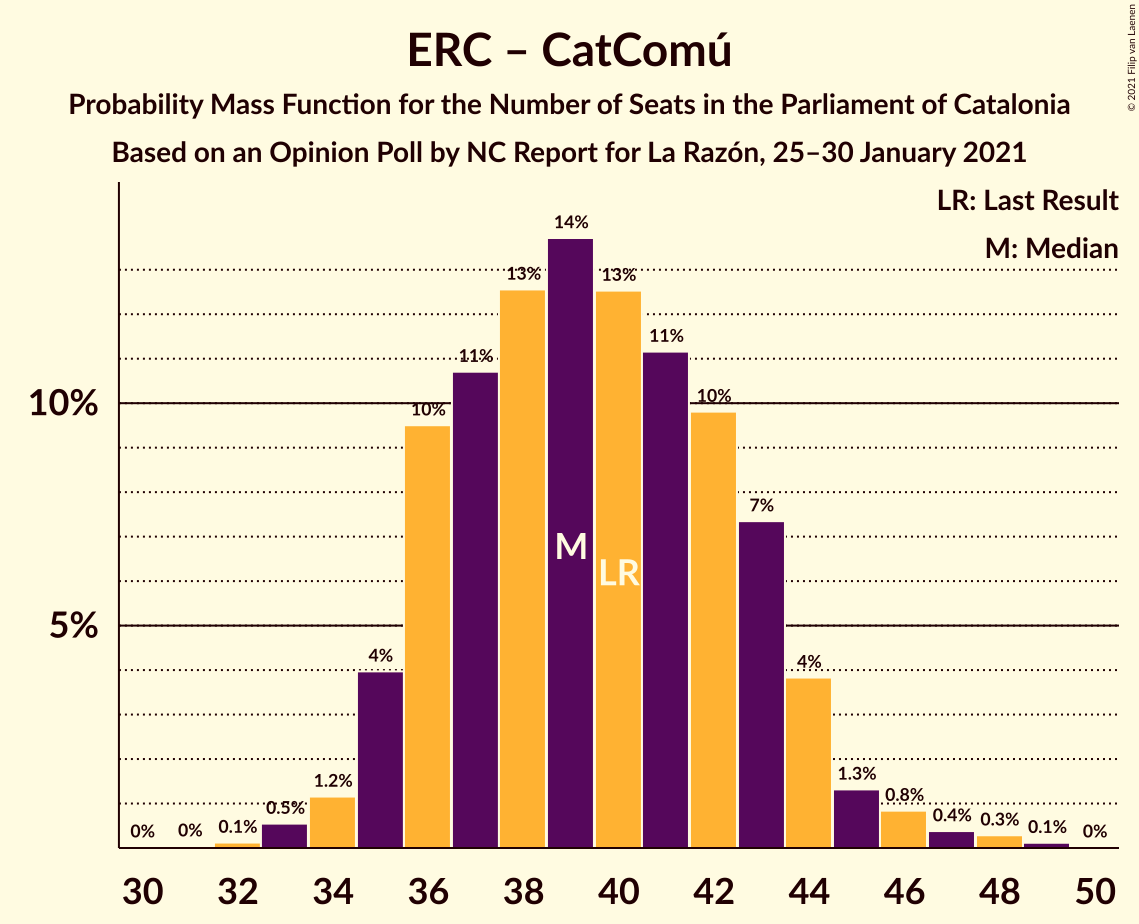 ERC – CatComú
Probability Mass Function for the Number of Seats in the Parliament of Catalonia
Based on an Opinion Poll by NC Report for La Razón, 25–30 January 2021
© 2021 Filip van Laenen
LR: Last Result
M: Median
10%
5%
0%
0%
0.1%
0.5%
1.2%
4%
10%
11%
13%
14%
13%
11%
10%
7%
4%
1.3%
0.8%
0.4%
0.3%
0.1%
0%
M
LR
30 32 34 36 38 40 42 44 46 48 50